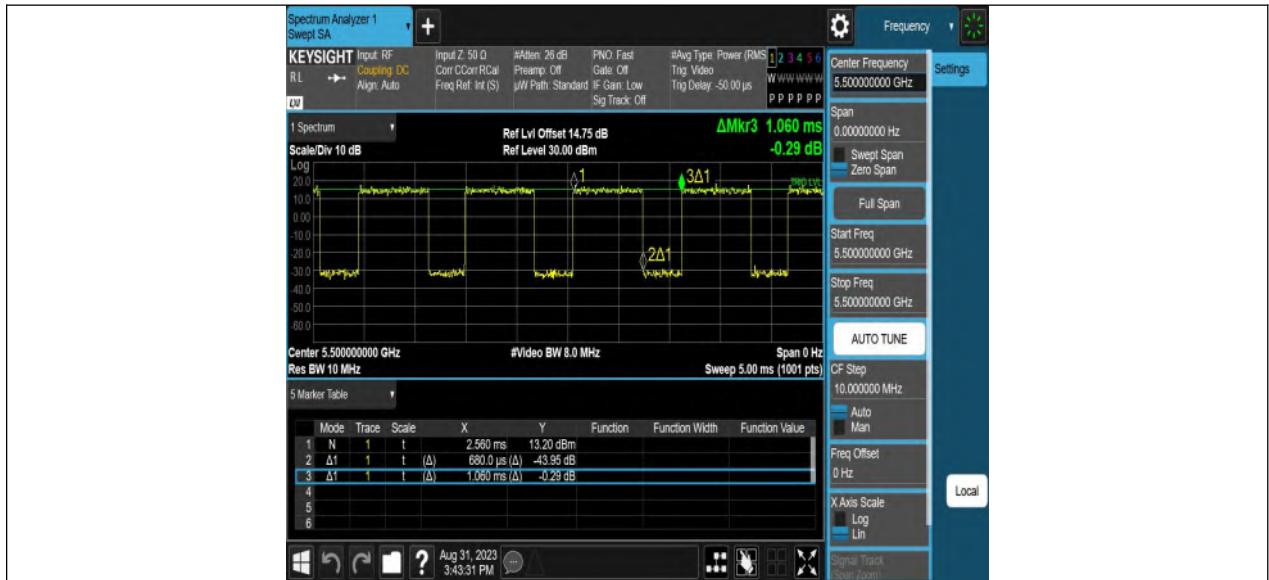 Spectrum Analyzer 1
Swept SA
+
Frequency
KEYSIGHT
Input: RF
Coupling: DC
Align: Auto
Input Z: 50 Ω
Corr CCorr RCal
Freq Ref: Int (S)
#Atten: 26 dB
Preamp: Off
µW Path: Standard
PNO: Fast
Gate: Off
IF Gain: Low
Sig Track: Off
#Avg Type: Power (RMS
Trig: Video
Trig Delay: -50.00 µs
1 2 3 4 5 6
W W W W W W
P P P P P P
RL
LXI
1 Spectrum
Scale/Div 10 dB
Ref Lvl Offset 14.75 dB
Ref Level 30.00 dBm
ΔMkr3 1.060 ms
-0.29 dB
Log
20.0
10.0
0.00
-10.0
-20.0
-30.0
-40.0
-50.0
-60.0
1
3Δ1
TRIG LVL
2Δ1
Center 5.500000000 GHz
Res BW 10 MHz
#Video BW 8.0 MHz
Span 0 Hz
Sweep 5.00 ms (1001 pts)
5 Marker Table
Mode Trace Scale X Y Function Function Width Function Value
1 N 1 t 2.560 ms 13.20 dBm
2 Δ1 1 t (Δ) 680.0 µs (Δ) -43.95 dB
3 Δ1 1 t (Δ) 1.060 ms (Δ) -0.29 dB
4
5
6
?
Aug 31, 2023
3:43:31 PM
Center Frequency
5.500000000 GHz
Settings
Span
0.00000000 Hz
Swept Span
Zero Span
Full Span
Start Freq
5.500000000 GHz
Stop Freq
5.500000000 GHz
AUTO TUNE
CF Step
10.000000 MHz
Auto
Man
Freq Offset
0 Hz
X Axis Scale
Log
Lin
Signal Track
(Span Zoom)
Local